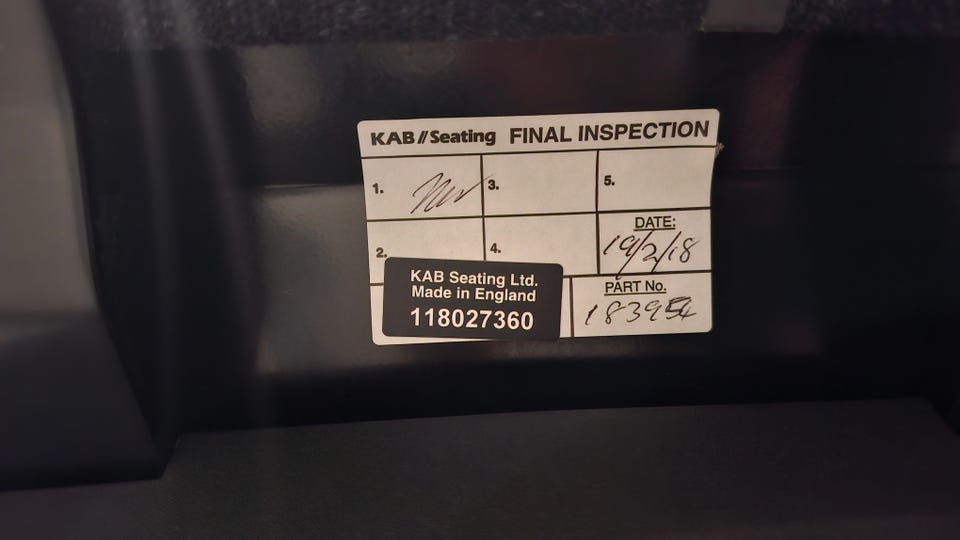 KAB//Seating FINAL INSPECTION
1. 3. 5.
2. 4.
DATE:
19/2/18
KAB Seating Ltd.
Made in England
118027360
PART No.